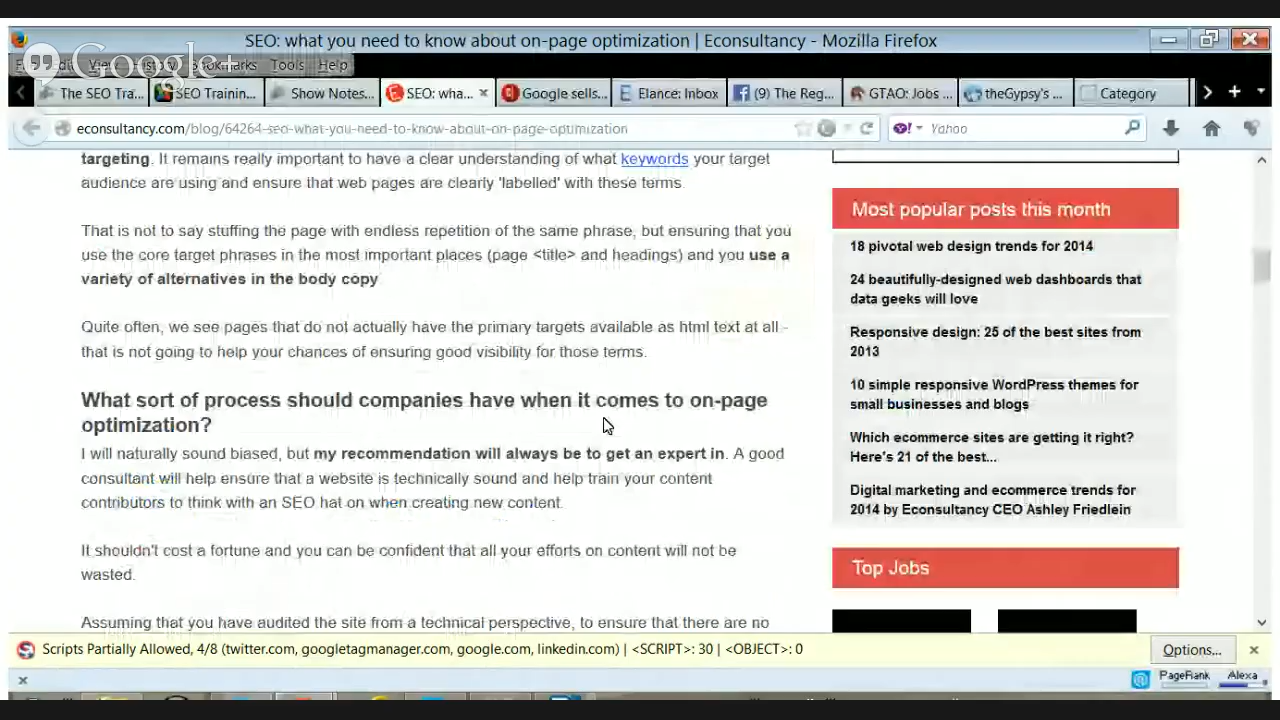 SEO: what you need to know about on-page optimization | Econsultancy - Mozilla Firefox
Google+
Edit View History Bookmarks Tools Help
The SEO Tra... SEO Trainin... Show Notes... SEO: wha... Google sells... Elance: Inbox (9) The Reg... GTAO: Jobs ... theGypsy's ... Category
econsultancy.com/blog/64264-seo-what-you-need-to-know-about-on-page-optimization
Yahoo
targeting. It remains really important to have a clear understanding of what keywords your target
audience are using and ensure that web pages are clearly 'labelled' with these terms.
That is not to say stuffing the page with endless repetition of the same phrase, but ensuring that you
use the core target phrases in the most important places (page <title> and headings) and you use a
variety of alternatives in the body copy
Quite often, we see pages that do not actually have the primary targets available as html text at all -
that is not going to help your chances of ensuring good visibility for those terms.
What sort of process should companies have when it comes to on-page
optimization?
I will naturally sound biased, but my recommendation will always be to get an expert in. A good
consultant will help ensure that a website is technically sound and help train your content
contributors to think with an SEO hat on when creating new content.
It shouldn't cost a fortune and you can be confident that all your efforts on content will not be
wasted.
Assuming that you have audited the site from a technical perspective, to ensure that there are no
Most popular posts this month
18 pivotal web design trends for 2014
24 beautifully-designed web dashboards that
data geeks will love
Responsive design: 25 of the best sites from
2013
10 simple responsive WordPress themes for
small businesses and blogs
Which ecommerce sites are getting it right?
Here's 21 of the best...
Digital marketing and ecommerce trends for
2014 by Econsultancy CEO Ashley Friedlein
Top Jobs
Scripts Partially Allowed, 4/8 (twitter.com, googletagmanager.com, google.com, linkedin.com) | <SCRIPT>: 30 | <OBJECT>: 0
Options...
PageRank Alexa